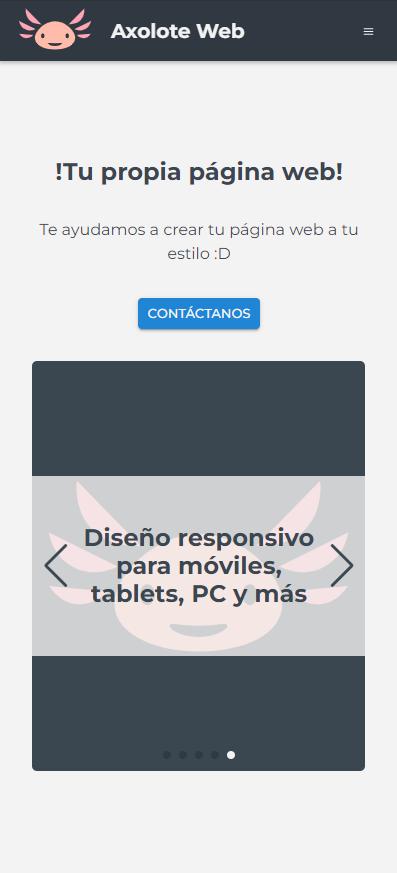 Axolote Web
!Tu propia página web!
Te ayudamos a crear tu página web a tu
estilo :D
CONTÁCTANOS
Diseño responsivo
para móviles,
tablets, PC y más